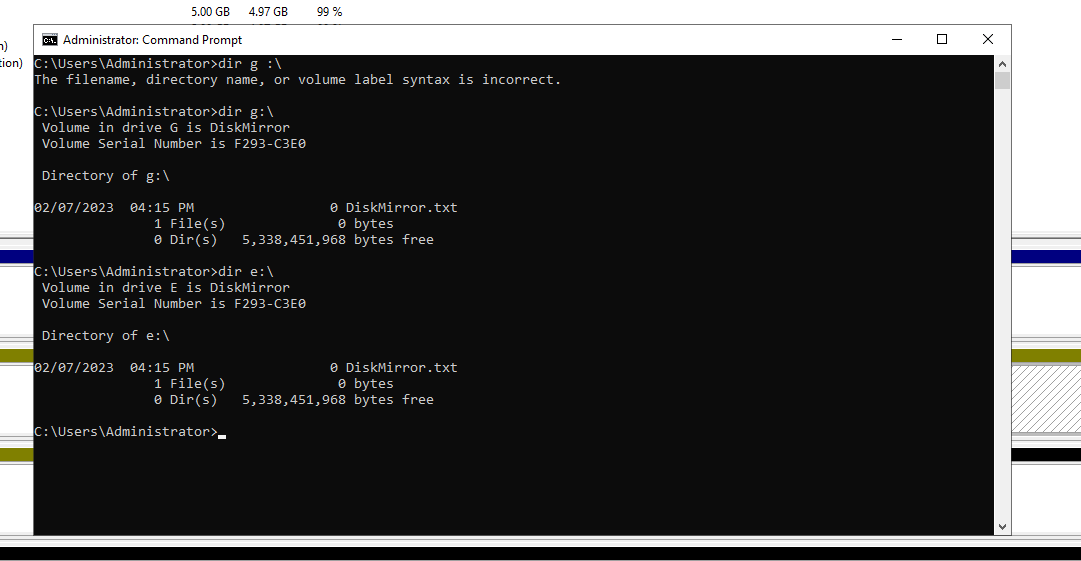 5.00 GB 4.97 GB 99 %
Administrator: Command Prompt
n)
tion)
C:\Users\Administrator>dir g :\
The filename, directory name, or volume label syntax is incorrect.
C:\Users\Administrator>dir g:\
Volume in drive G is DiskMirror
Volume Serial Number is F293-C3E0
Directory of g:\
02/07/2023  04:15 PM                 0 DiskMirror.txt
1 File(s)              0 bytes
0 Dir(s)   5,338,451,968 bytes free
C:\Users\Administrator>dir e:\
Volume in drive E is DiskMirror
Volume Serial Number is F293-C3E0
Directory of e:\
02/07/2023  04:15 PM                 0 DiskMirror.txt
1 File(s)              0 bytes
0 Dir(s)   5,338,451,968 bytes free
C:\Users\Administrator>